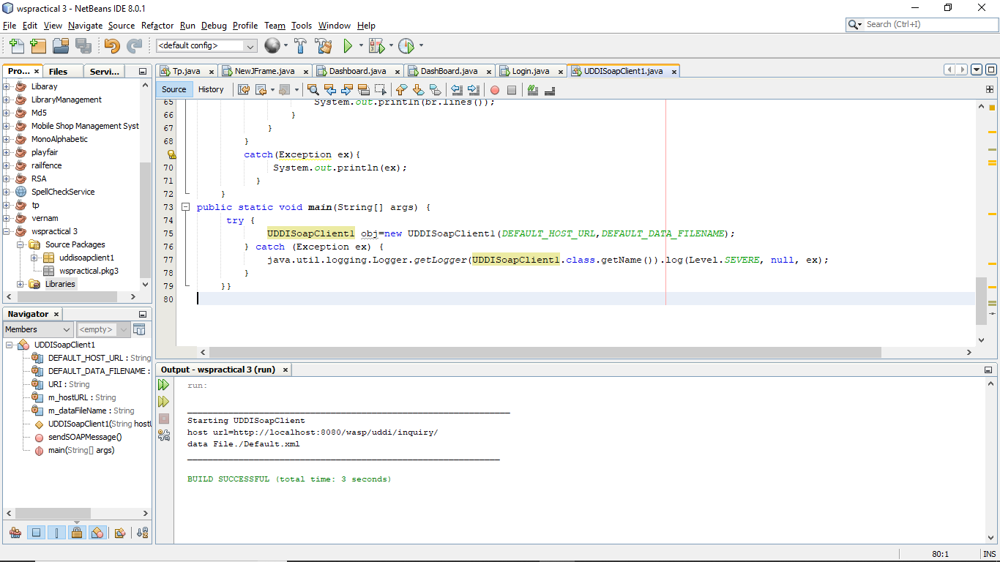 wspractical 3 - NetBeans IDE 8.0.1
File Edit View Navigate Source Refactor Run Debug Profile Team Tools Window Help
Search (Ctrl+I)
<default config>
Pro... Files Servi...
Tp.java NewJFrame.java Dashboard.java DashBoard.java Login.java UDDISoapClient1.java
Source History
Libaray
LibraryManagement
Md5
Mobile Shop Management Syst
MonoAlphabetic
playfair
railfence
RSA
SpellCheckService
tp
vernam
wspractical 3
Source Packages
uddisoapclient1
wspractical.pkg3
Libraries
65 System.out.println(br.lines());
66 }
67 }
68 }
catch(Exception ex){
70 System.out.println(ex);
71 }
72 }
73 public static void main(String[] args) {
74 try {
75 UDDISoapClient1 obj=new UDDISoapClient1(DEFAULT_HOST_URL,DEFAULT_DATA_FILENAME);
76 } catch (Exception ex) {
77 java.util.logging.Logger.getLogger(UDDISoapClient1.class.getName()).log(Level.SEVERE, null, ex);
78 }
79 }}
80
Navigator
Members <empty>
UDDISoapClient1
DEFAULT_HOST_URL : String
DEFAULT_DATA_FILENAME :
URI : String
m_hostURL : String
m_dataFileName : String
UDDISoapClient1(String host
sendSOAPMessage()
main(String[] args)
Output - wspractical 3 (run)
run:
Starting UDDISoapClient
host url=http://localhost:8080/wasp/uddi/inquiry/
data File./Default.xml
BUILD SUCCESSFUL (total time: 3 seconds)
80:1 INS